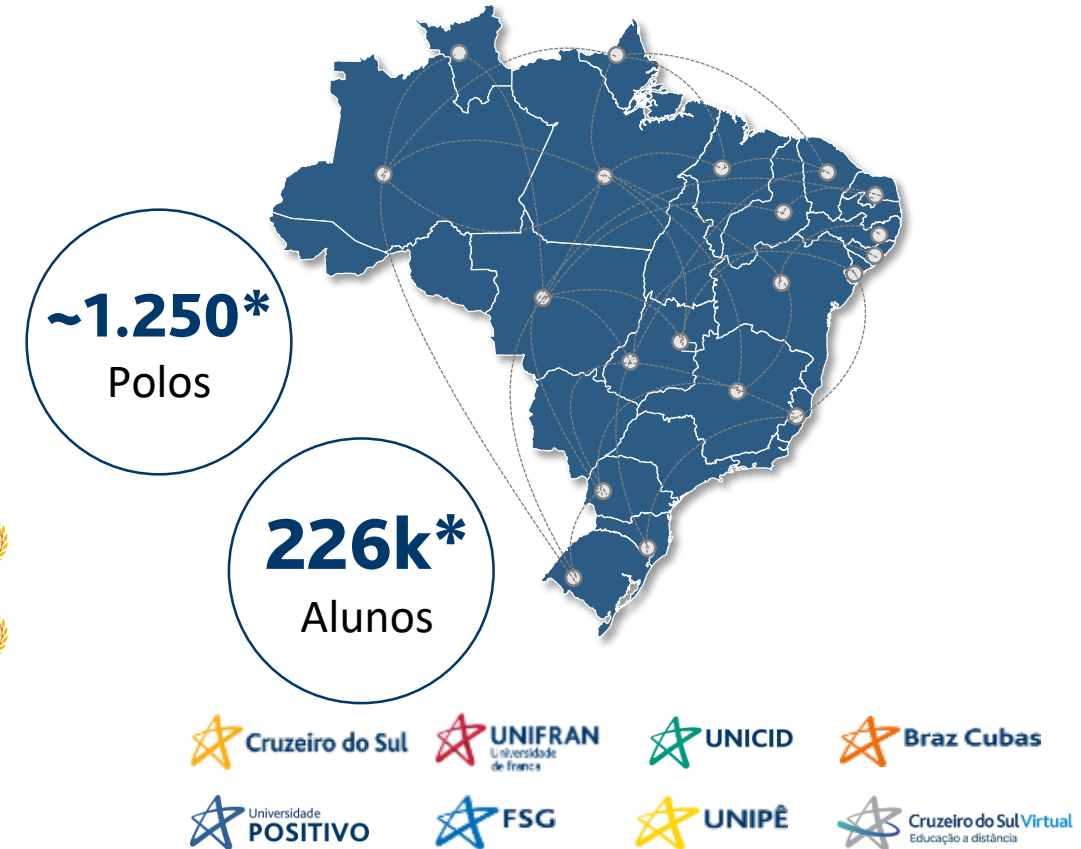 ~1.250*
Polos
226k*
Alunos
Cruzeiro do Sul
UNIFRAN
Universidade
de Franca
UNICID
Braz Cubas
Universidade
POSITIVO
FSG
UNIPÊ
Cruzeiro do Sul Virtual
Educação a distância